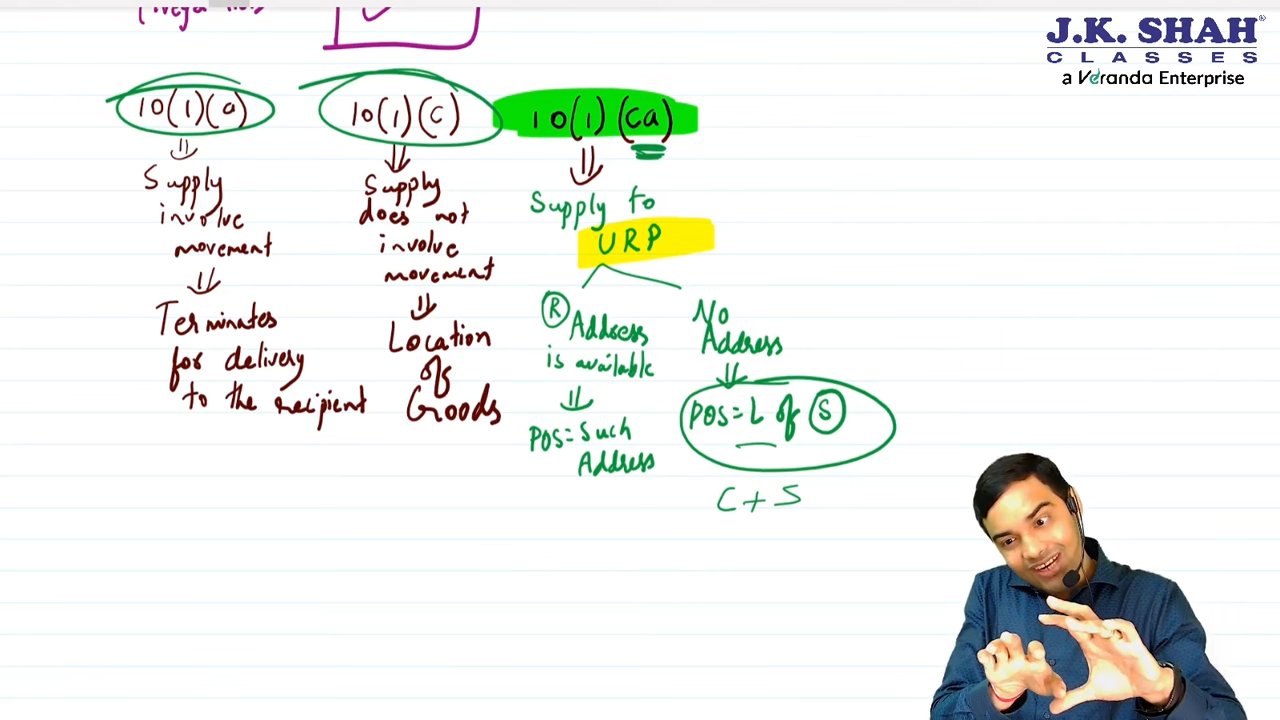 J.K. SHAH®
CLASSES
a Veranda Enterprise
10(1)(a)
⇓
Supply
involve
movement
⇓
Terminates
for delivery
to the recipient
10(1)(c)
⇓
Supply
does not
involve
movement
⇓
Location
of
Goods
10(1)(ca)
⇓
Supply to
URP
Ⓡ Address
is available
⇓
POS=Such
Address
No
Address
⇓
POS=L of Ⓢ
C+S